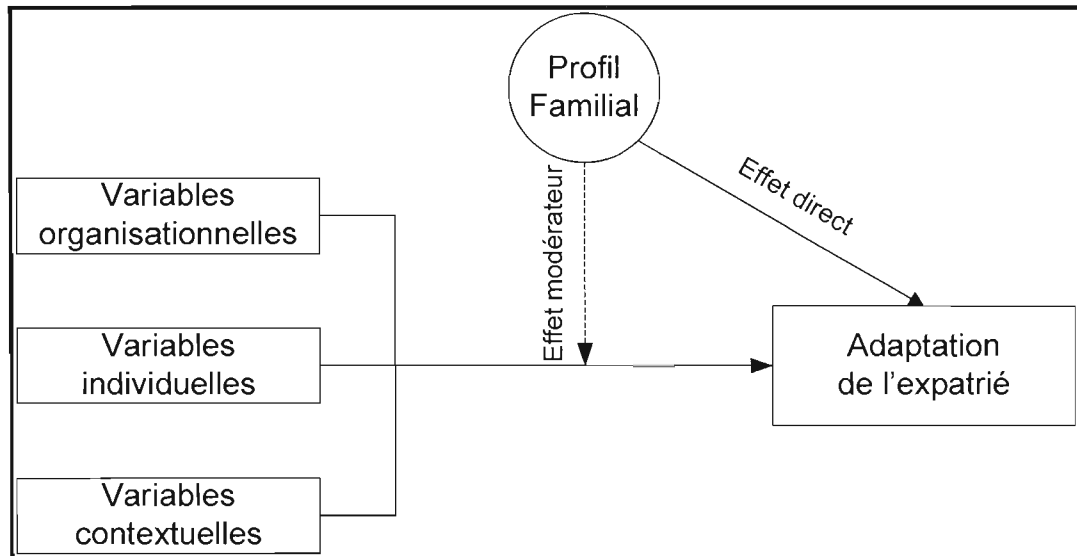 Profil
Familial
Effet modérateur
Effet direct
Variables
organisationnelles
Variables
individuelles
Variables
contextuelles
Adaptation
de l'expatrié